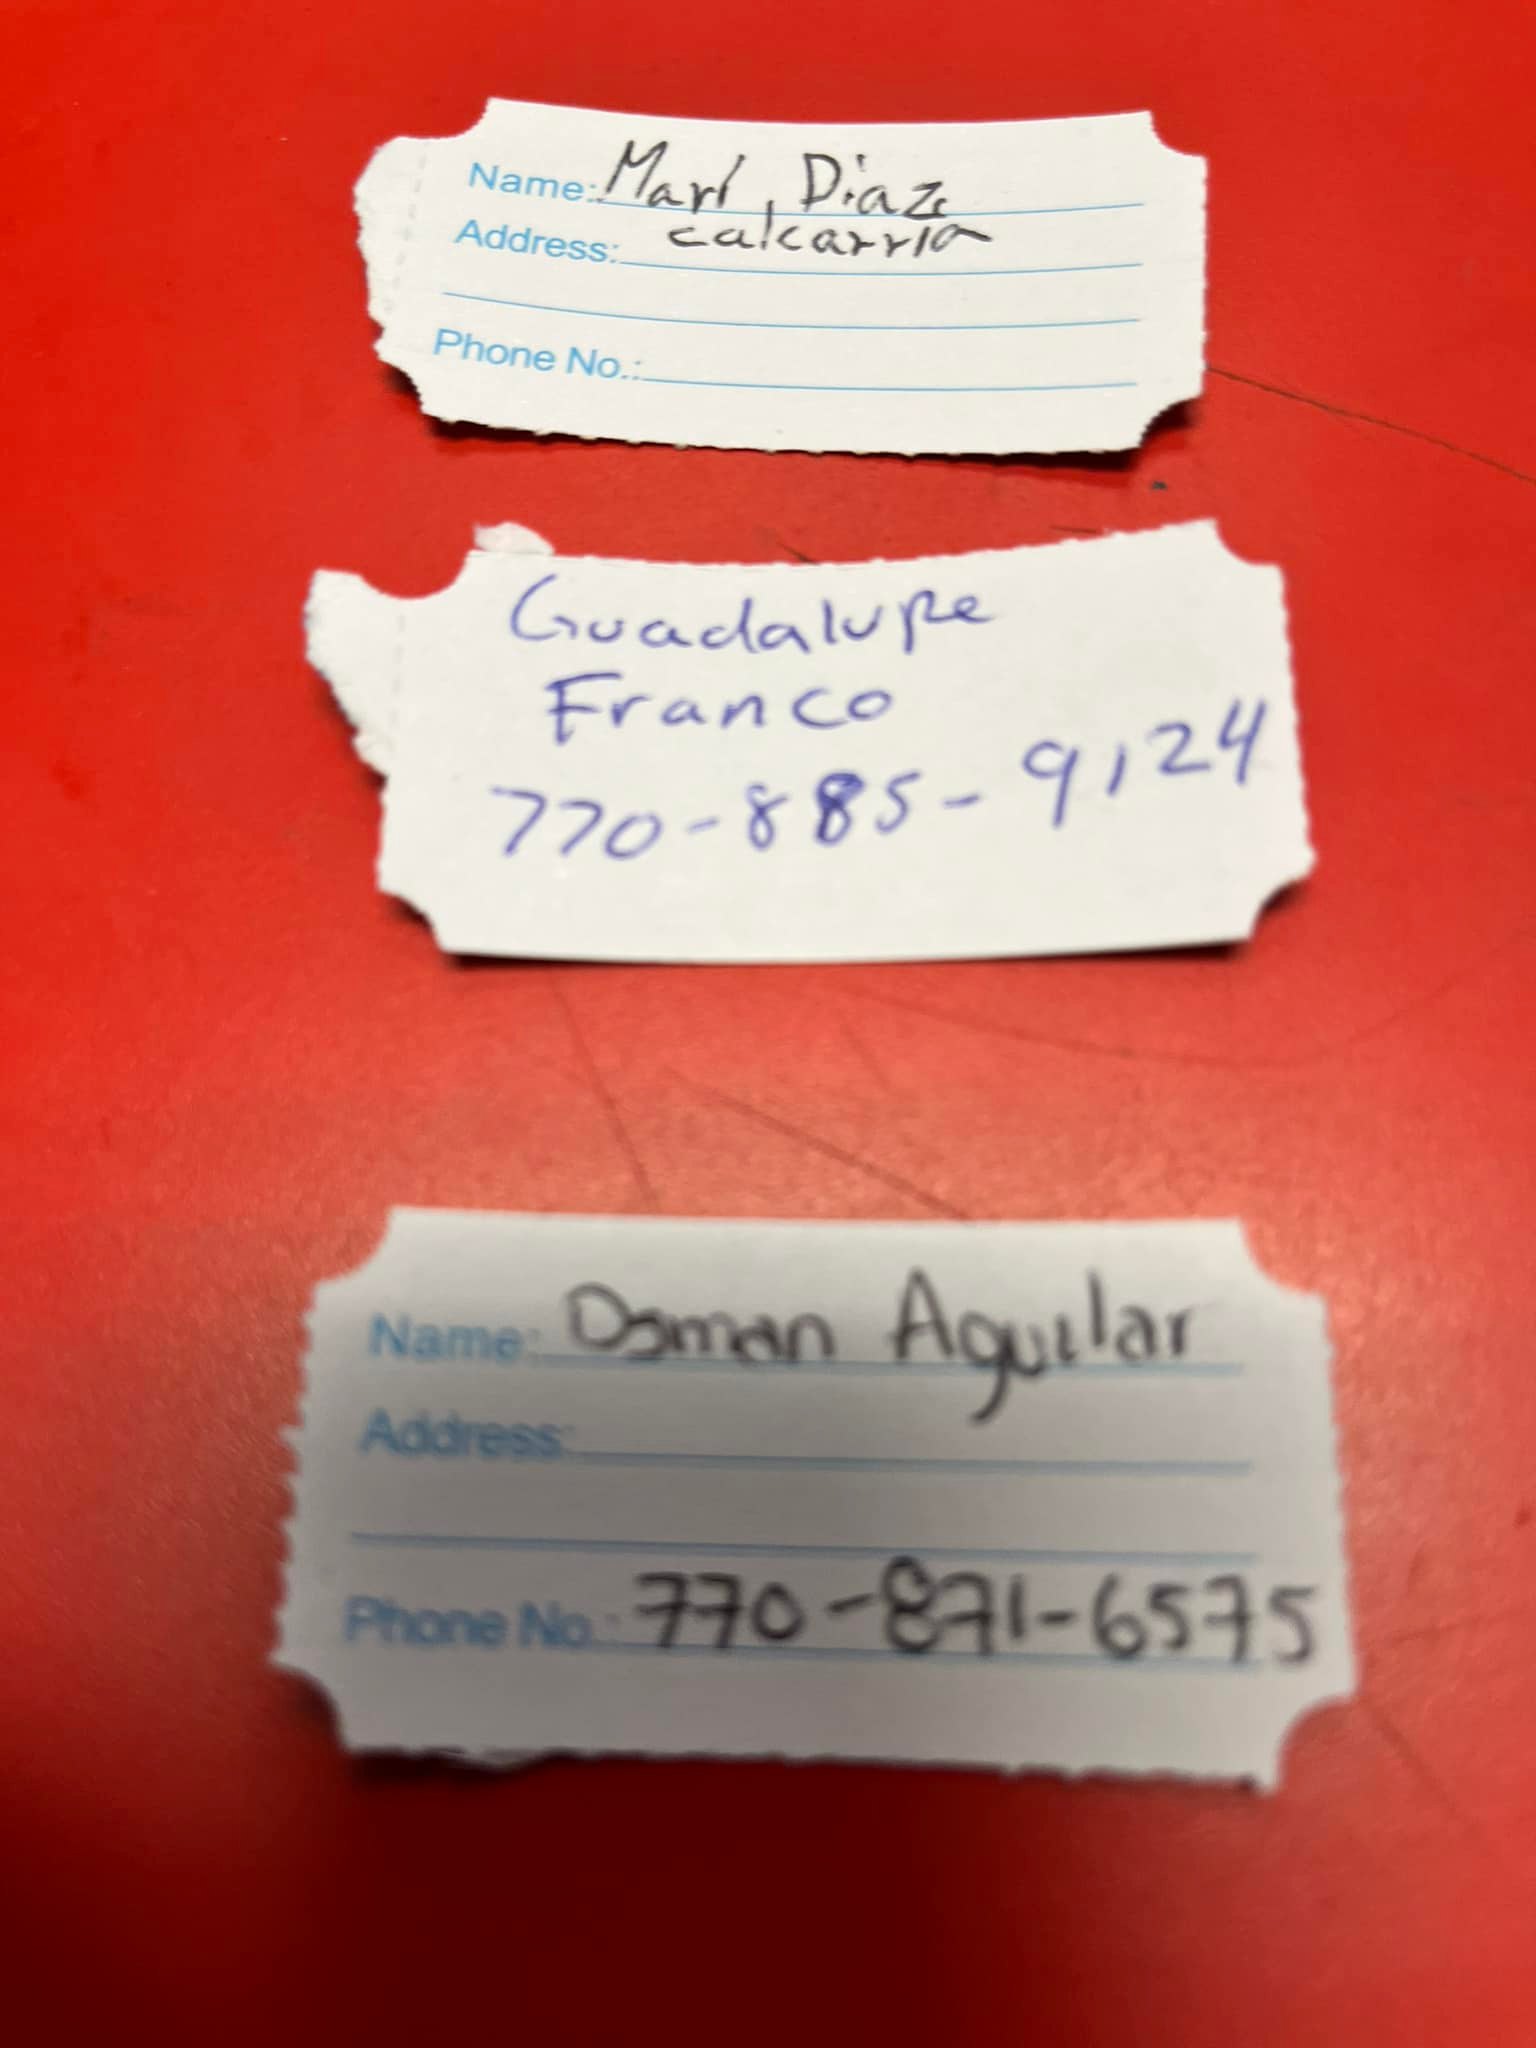 Name: Mari, Diaz
Address: calcarria
Phone No.:
Guadalupe
Franco
770-885-9124
Name: Osman Aguilar
Address:
Phone No.: 770-871-6575